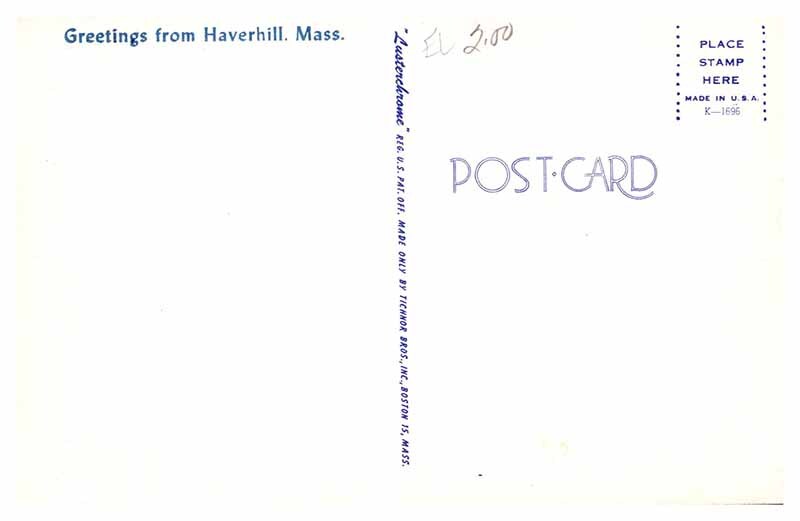 Greetings from Haverhill, Mass.
"Lusterchrome" REG. U.S. PAT. OFF. MADE ONLY BY TICHNOR BROS., INC., BOSTON 15, MASS.
EL 2.00
PLACE
STAMP
HERE
MADE IN U.S.A.
K—1696
POST·CARD